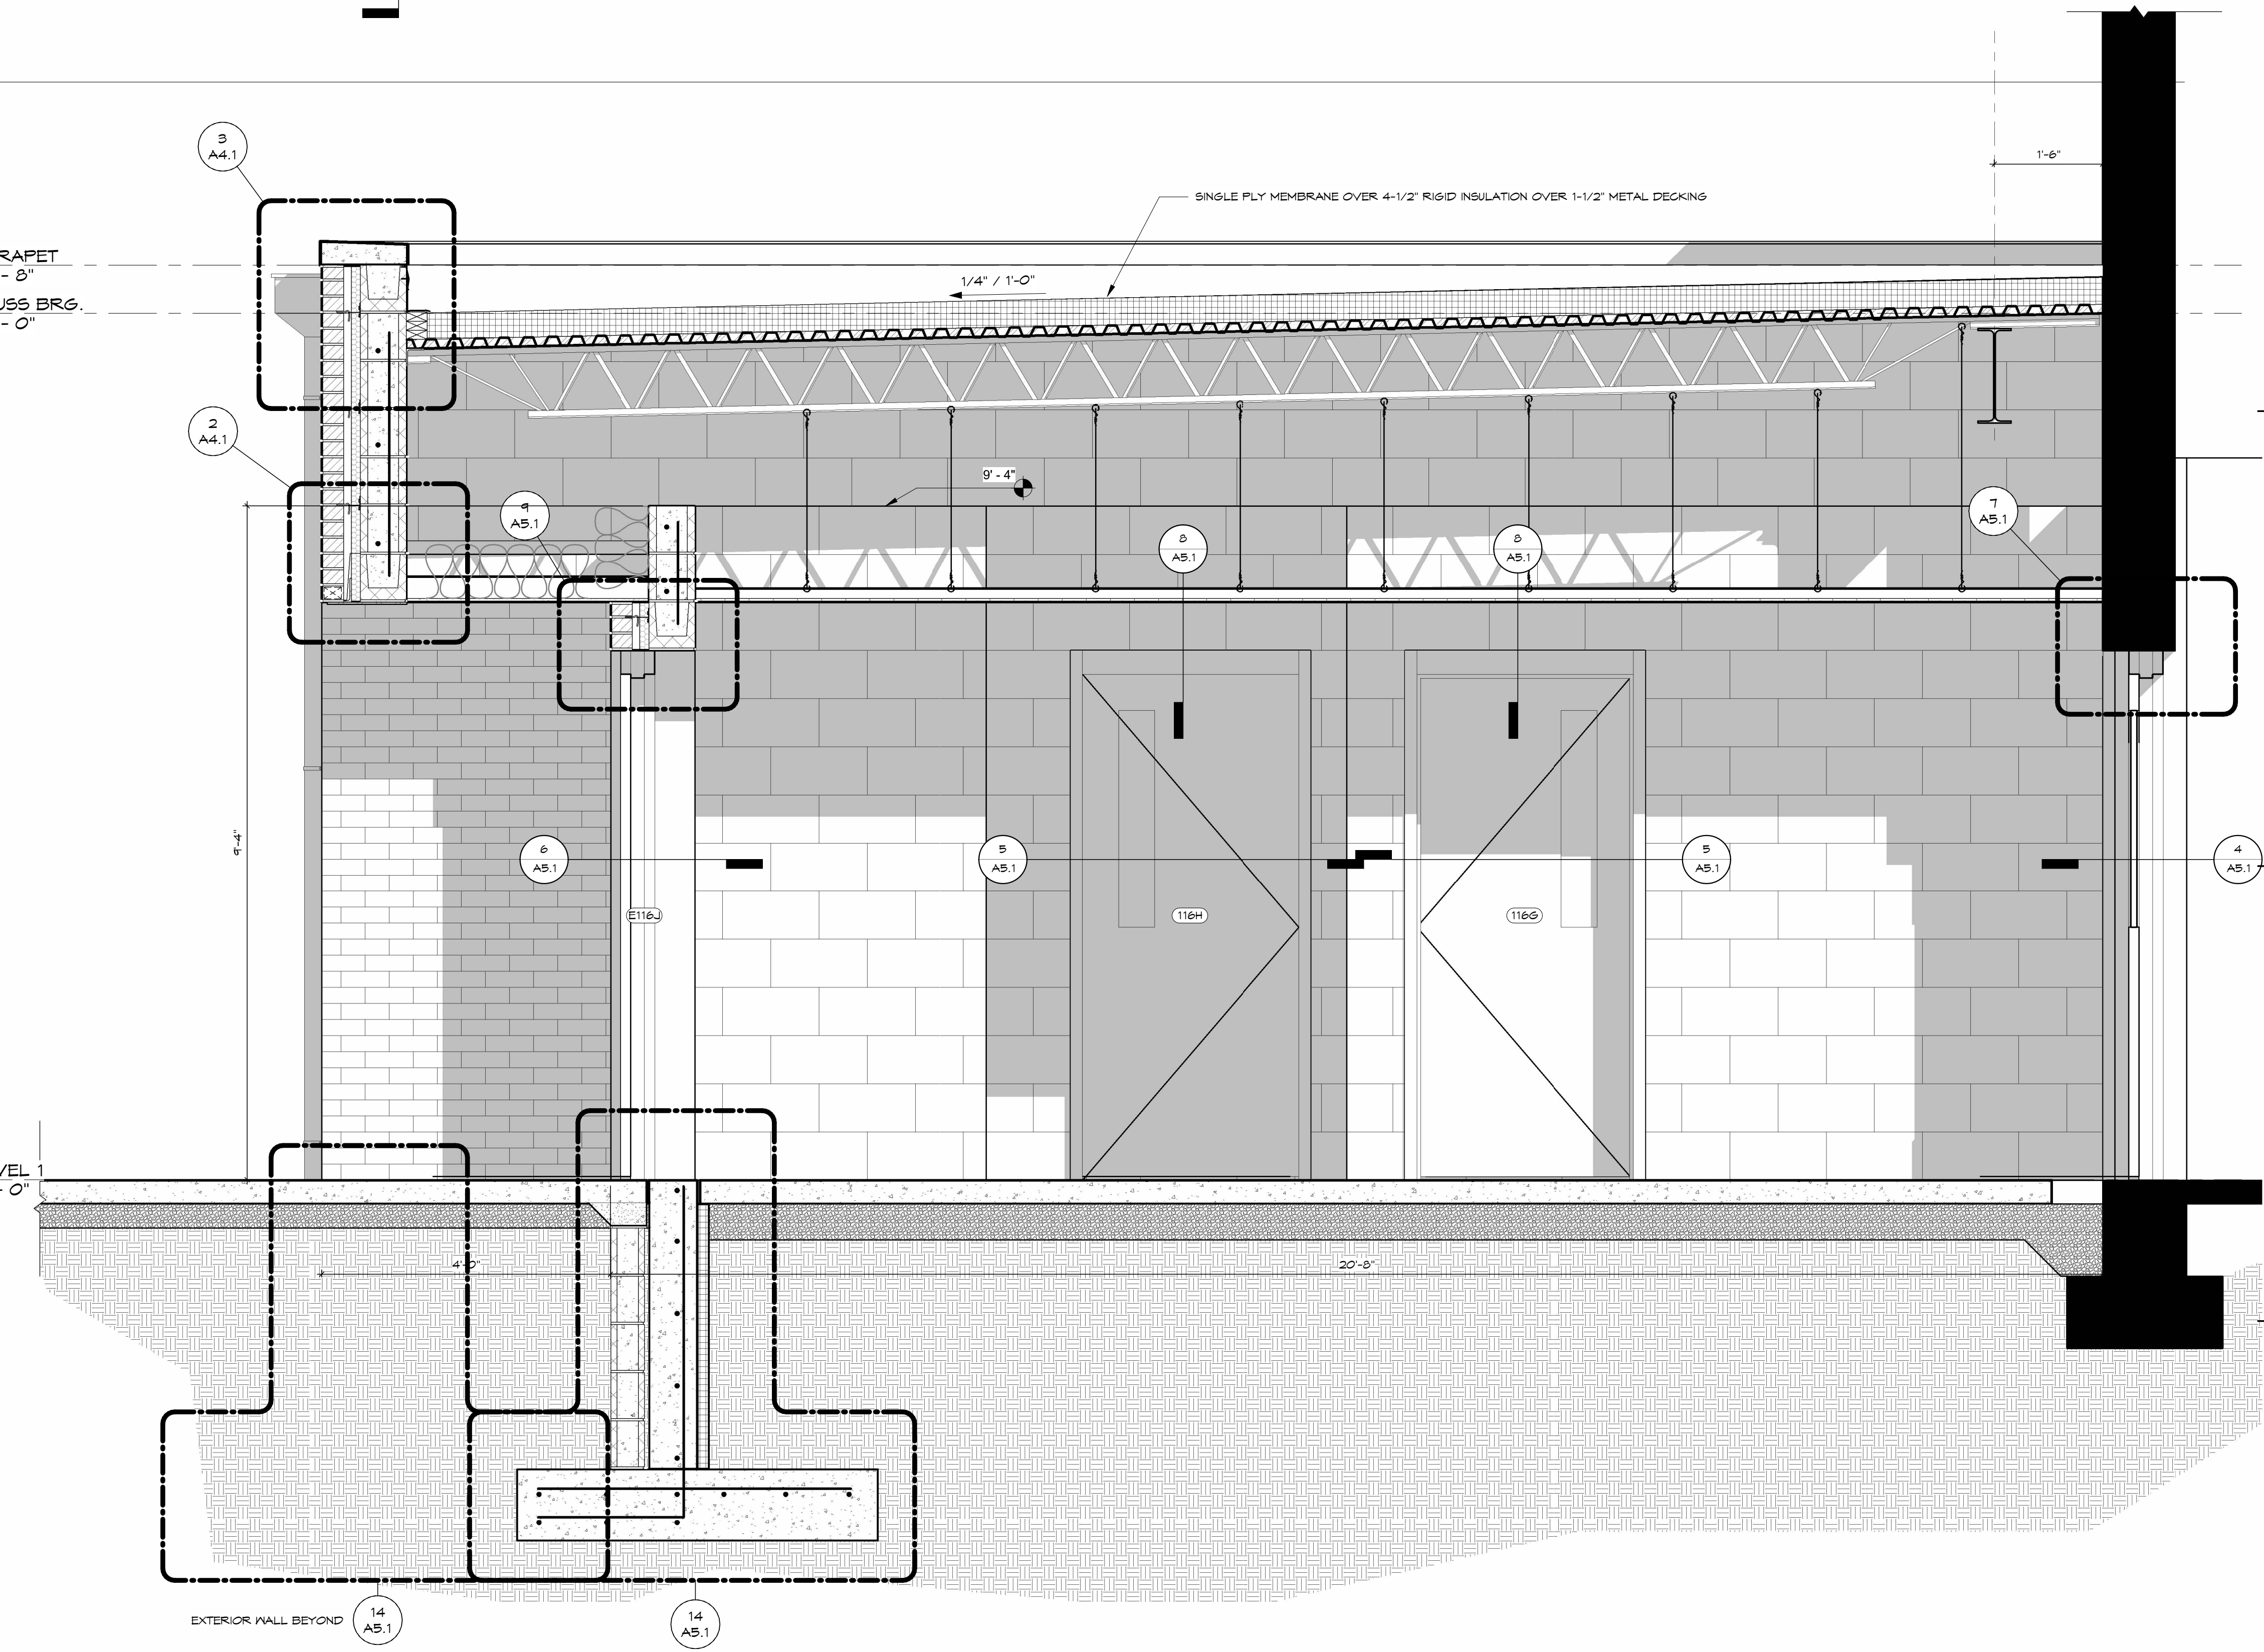 3
A4.1
1'-6"
SINGLE PLY MEMBRANE OVER 4-1/2" RIGID INSULATION OVER 1-1/2" METAL DECKING
RAPET
- 8"
1/4" / 1'-0"
USS BRG.
- 0"
2
A4.1
9' - 4"
9
A5.1
7
A5.1
8
A5.1
8
A5.1
9'-4"
6
A5.1
5
A5.1
5
A5.1
4
A5.1
E116J
116H
116G
VEL 1
- 0"
4'-0"
20'-8"
EXTERIOR WALL BEYOND
14
A5.1
14
A5.1